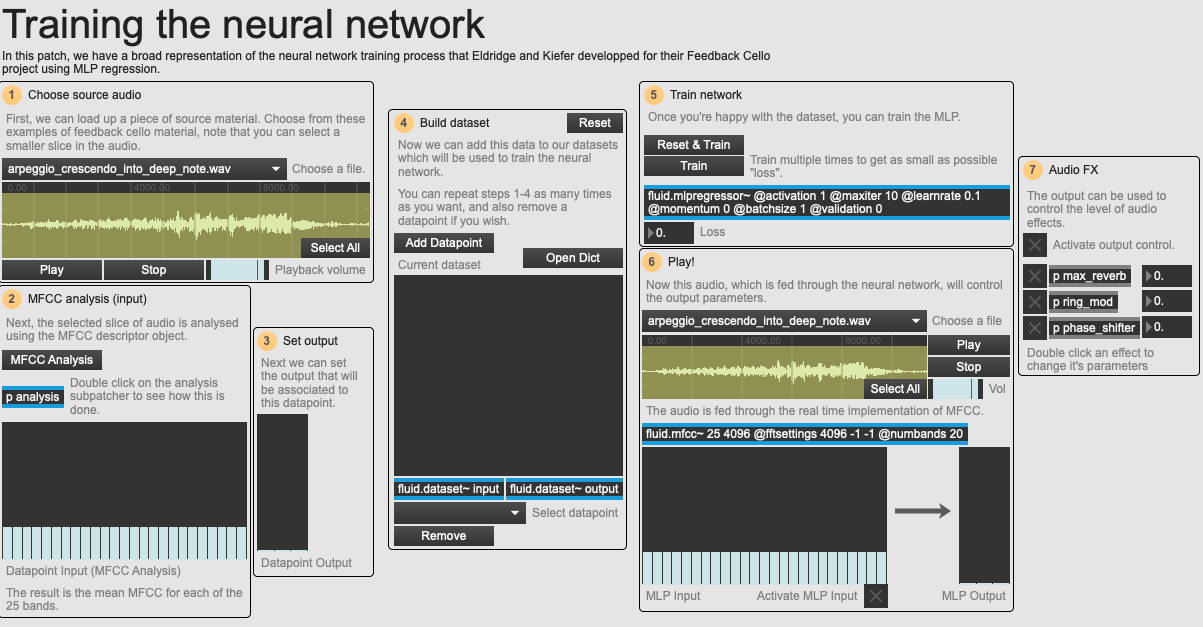 Training the neural network
In this patch, we have a broad representation of the neural network training process that Eldridge and Kiefer developped for their Feedback Cello
project using MLP regression.
1 Choose source audio
First, we can load up a piece of source material. Choose from these
examples of feedback cello material, note that you can select a
smaller slice in the audio.
arpeggio_crescendo_into_deep_note.wav Choose a file.
0.00 4000.00 8000.00
Select All
Play Stop Playback volume
2 MFCC analysis (input)
Next, the selected slice of audio is analysed
using the MFCC descriptor object.
MFCC Analysis
p analysis
Double click on the analysis
subpatcher to see how this is
done.
Datapoint Input (MFCC Analysis)
The result is the mean MFCC for each of the
25 bands.
3 Set output
Next we can set
the output that will
be associated to
this datapoint.
Datapoint Output
4 Build dataset Reset
Now we can add this data to our datasets
which will be used to train the neural
network.
You can repeat steps 1-4 as many times
as you want, and also remove a
datapoint if you wish.
Add Datapoint
Current dataset Open Dict
fluid.dataset~ input fluid.dataset~ output
Select datapoint
Remove
5 Train network
Once you're happy with the dataset, you can train the MLP.
Reset & Train
Train
Train multiple times to get as small as possible
"loss".
fluid.mlpregressor~ @activation 1 @maxiter 10 @learnrate 0.1
@momentum 0 @batchsize 1 @validation 0
0. Loss
6 Play!
Now this audio, which is fed through the neural network, will control
the output parameters.
arpeggio_crescendo_into_deep_note.wav Choose a file
0.00 4000.00 8000.00
Play
Stop
Select All Vol
The audio is fed through the real time implementation of MFCC.
fluid.mfcc~ 25 4096 @fftsettings 4096 -1 -1 @numbands 20
MLP Input Activate MLP Input MLP Output
7 Audio FX
The output can be used to
control the level of audio
effects.
Activate output control.
p max_reverb 0.
p ring_mod 0.
p phase_shifter 0.
Double click an effect to
change it's parameters